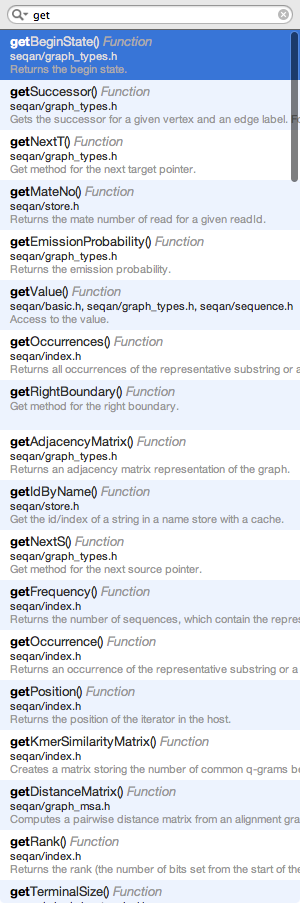 get
getBeginState() Function
seqan/graph_types.h
Returns the begin state.
getSuccessor() Function
seqan/graph_types.h
Gets the successor for a given vertex and an edge label. Fo
getNextT() Function
seqan/graph_types.h
Get method for the next target pointer.
getMateNo() Function
seqan/store.h
Returns the mate number of read for a given readId.
getEmissionProbability() Function
seqan/graph_types.h
Returns the emission probability.
getValue() Function
seqan/basic.h, seqan/graph_types.h, seqan/sequence.h
Access to the value.
getOccurrences() Function
seqan/index.h
Returns all occurrences of the representative substring or a
getRightBoundary() Function
Get method for the right boundary.
getAdjacencyMatrix() Function
seqan/graph_types.h
Returns an adjacency matrix representation of the graph.
getIdByName() Function
seqan/store.h
Get the id/index of a string in a name store with a cache.
getNextS() Function
seqan/graph_types.h
Get method for the next source pointer.
getFrequency() Function
seqan/index.h
Returns the number of sequences, which contain the repres
getOccurrence() Function
seqan/index.h
Returns an occurrence of the representative substring or a
getPosition() Function
seqan/index.h
Returns the position of the iterator in the host.
getKmerSimilarityMatrix() Function
seqan/index.h
Creates a matrix storing the number of common q-grams be
getDistanceMatrix() Function
seqan/graph_msa.h
Computes a pairwise distance matrix from an alignment gra
getRank() Function
seqan/index.h
Returns the rank (the number of bits set from the start of the
getTerminalSize() Function